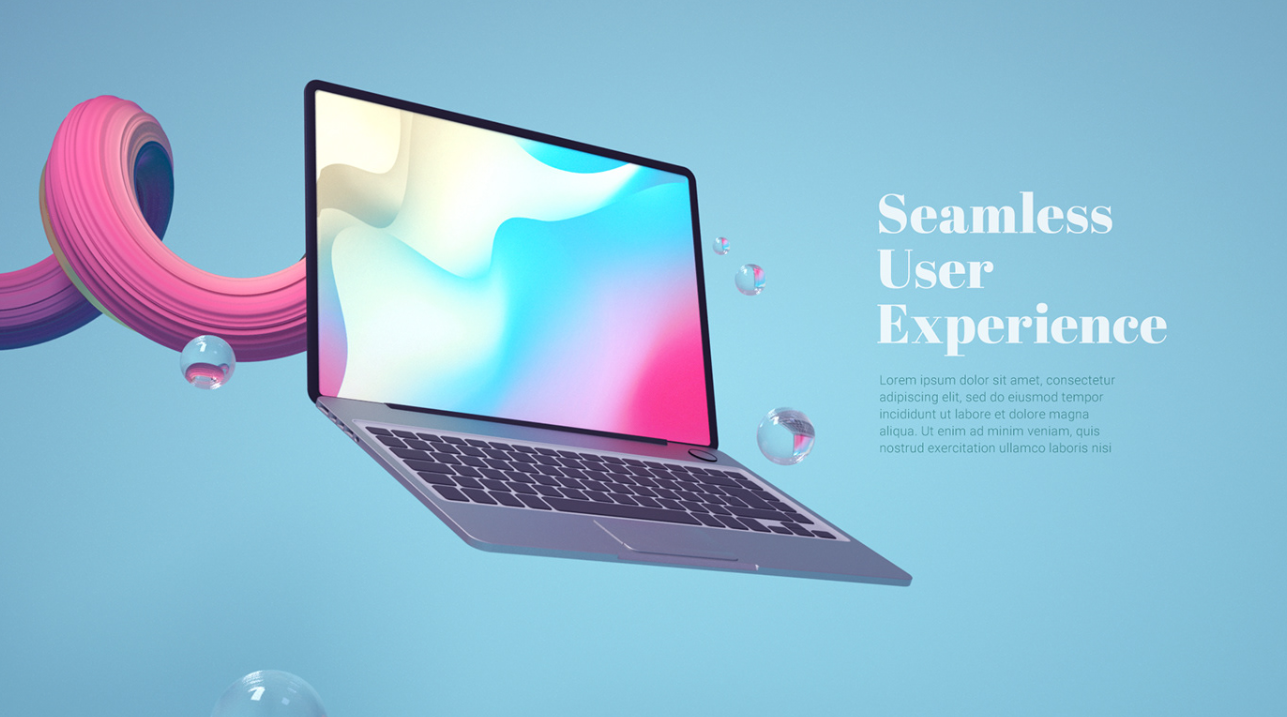 Seamless
User
Experience
Lorem ipsum dolor sit amet, consectetur
adipiscing elit, sed do eiusmod tempor
incididunt ut labore et dolore magna
aliqua. Ut enim ad minim veniam, quis
nostrud exercitation ullamco laboris nisi